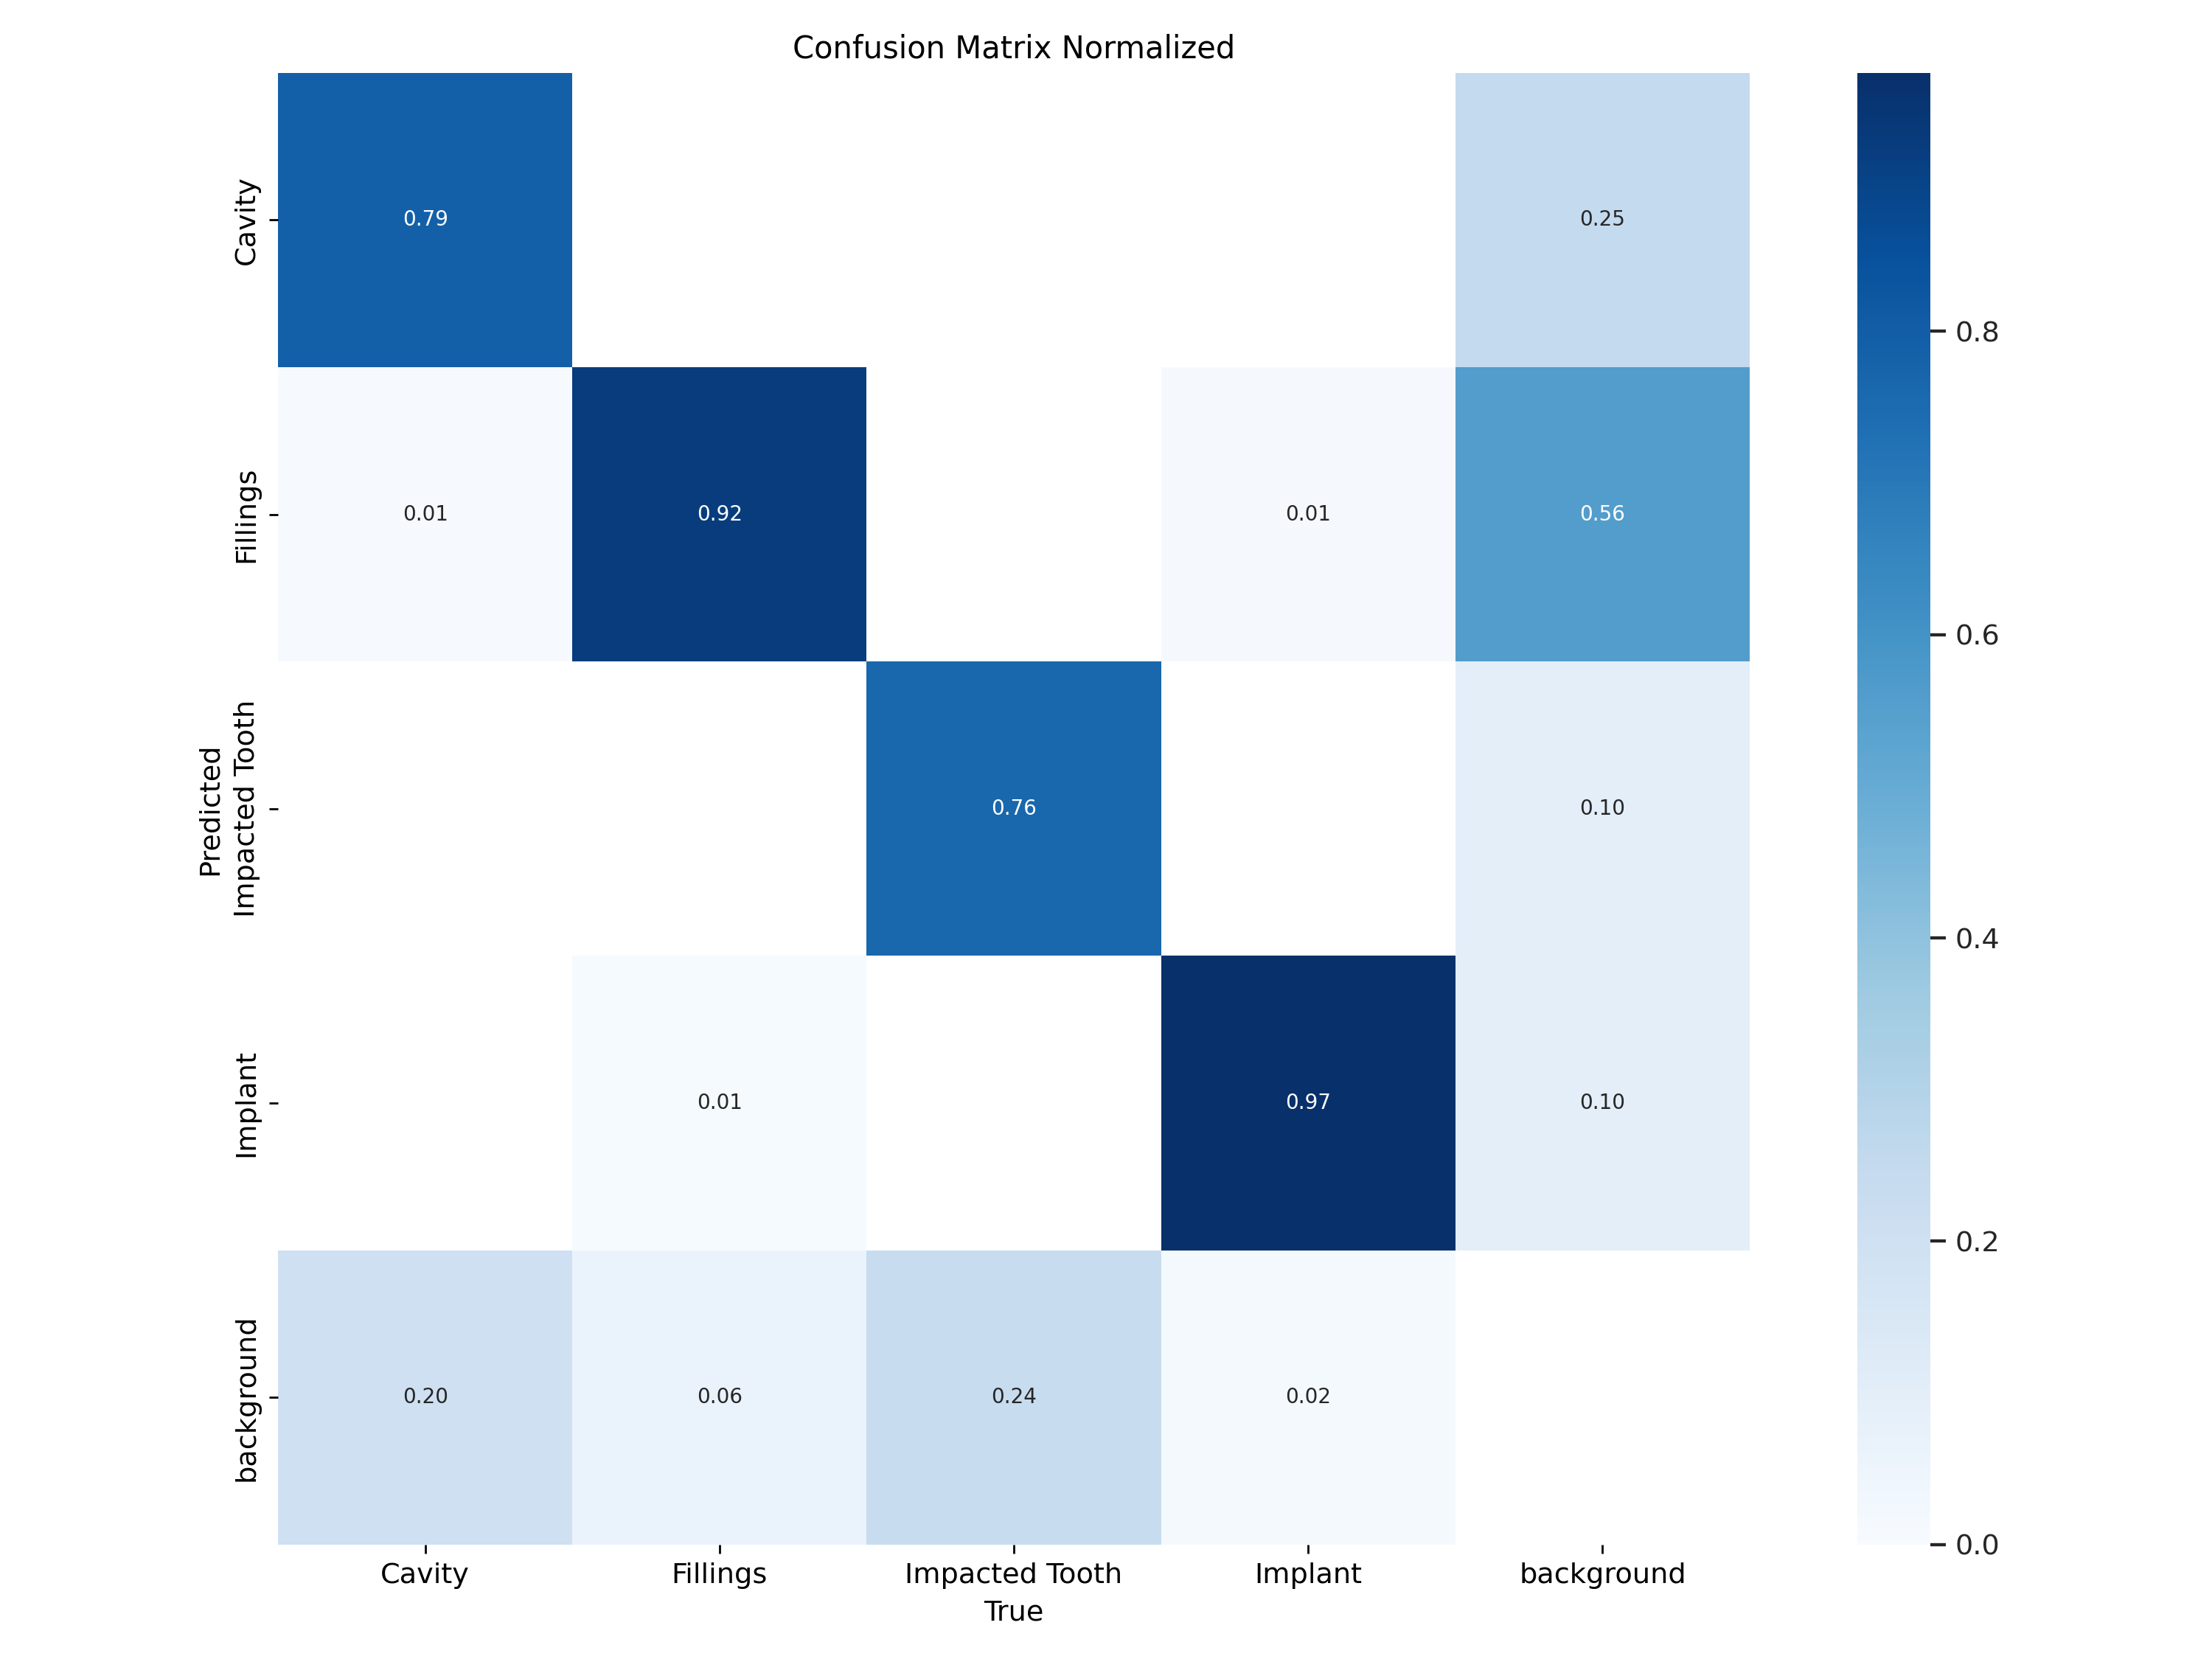 Confusion Matrix Normalized
Cavity
0.79
0.25
0.8
Fillings
0.01
0.92
0.01
0.56
0.6
Predicted
Impacted Tooth
0.76
0.10
0.4
Implant
0.01
0.97
0.10
0.2
background
0.20
0.06
0.24
0.02
0.0
Cavity
Fillings
Impacted Tooth
Implant
background
True